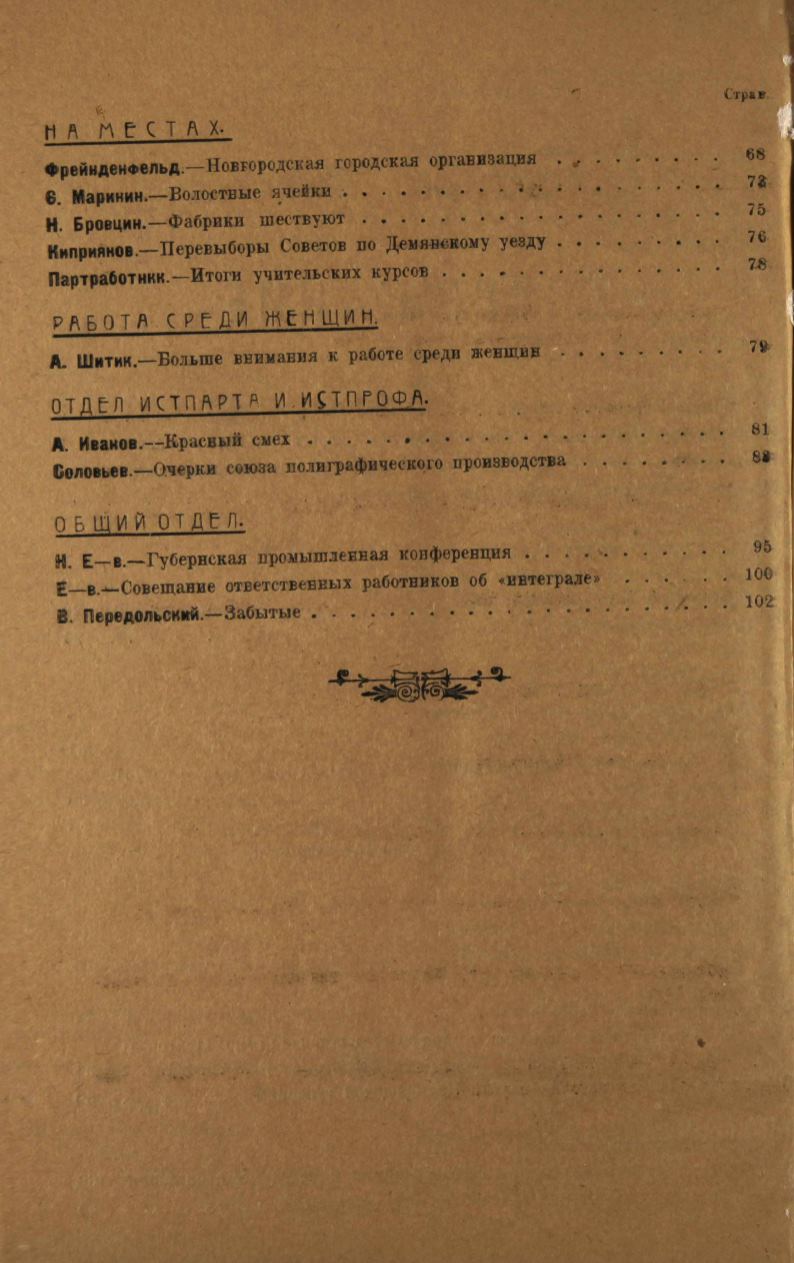 Стран.
НА МЕСТАХ.
Фрейнденфельд.—Новгородская городская организация . . . . . . . . 68
С. Маринин.—Волостные ячейки . . . . . . . . . . . . . . . .
Н. Бровцин.—Фабрики шествуют . . . . . . . . . . . . . . . . 75
Киприянов.—Перевыборы Советов по Демянскому уезду . . . . . . . . 76
Партработник.—Итоги учительских курсов . . . . . . . . . . . . 78
РАБОТА СРЕДИ ЖЕНЩИН.
А. Шитик.—Больше внимания к работе среди женщин . . . . . . . . . 79
ОТДЕЛ ИСТПАРТА И ИСТПРОФА.
А. Иванов.—Красный смех . . . . . . . . . . . . . . . . . . 81
Соловьев.—Очерки союза полиграфического производства . . . . . . . .
ОБЩИЙ ОТДЕЛ.
Н. Е—в.—Губернская промышленная конференция . . . . . . . . . . 95
Е—в.—Совещание ответственных работников об «интеграле» . . . . . . 100
В. Передольский.—Забытые . . . . . . . . . . . . . . . . . . 102